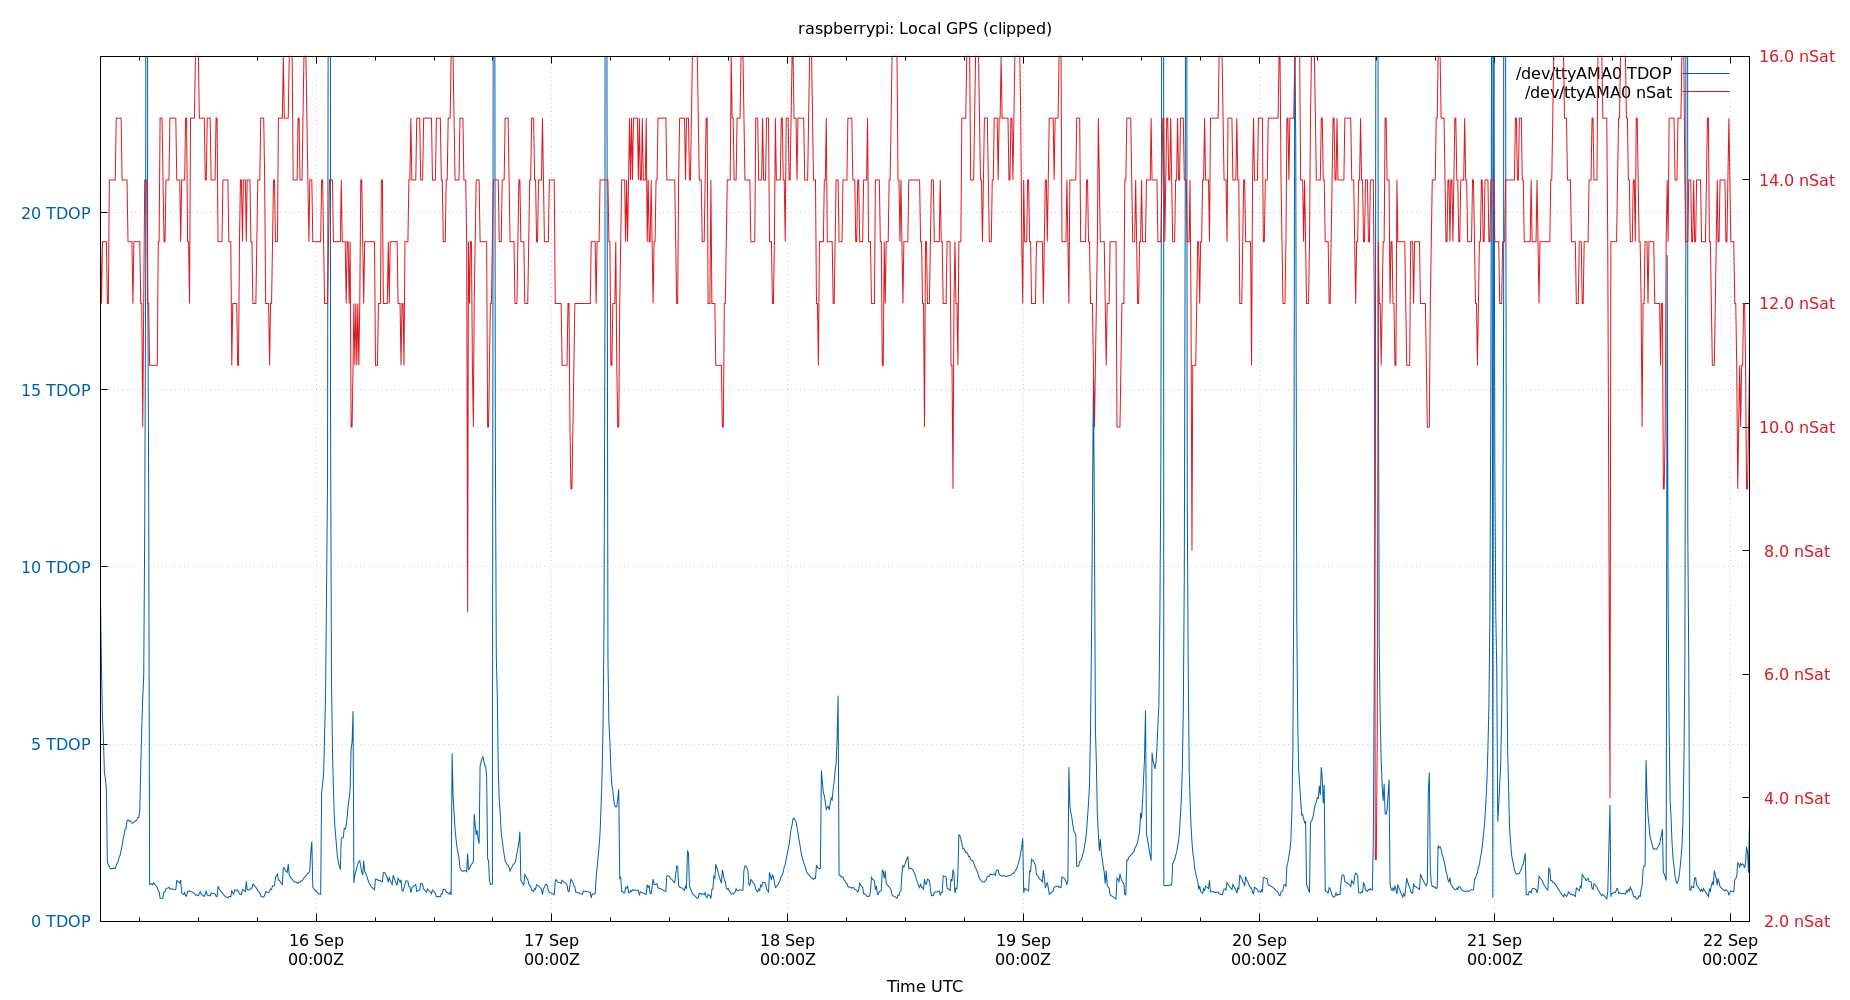 raspberrypi: Local GPS (clipped)
16.0 nSat
/dev/ttyAMA0 TDOP
/dev/ttyAMA0 nSat
14.0 nSat
20 TDOP
12.0 nSat
15 TDOP
10.0 nSat
10 TDOP
8.0 nSat
6.0 nSat
5 TDOP
4.0 nSat
0 TDOP
2.0 nSat
16 Sep 17 Sep 18 Sep 19 Sep 20 Sep 21 Sep 22 Sep
00:00Z 00:00Z 00:00Z 00:00Z 00:00Z 00:00Z 00:00Z
Time UTC